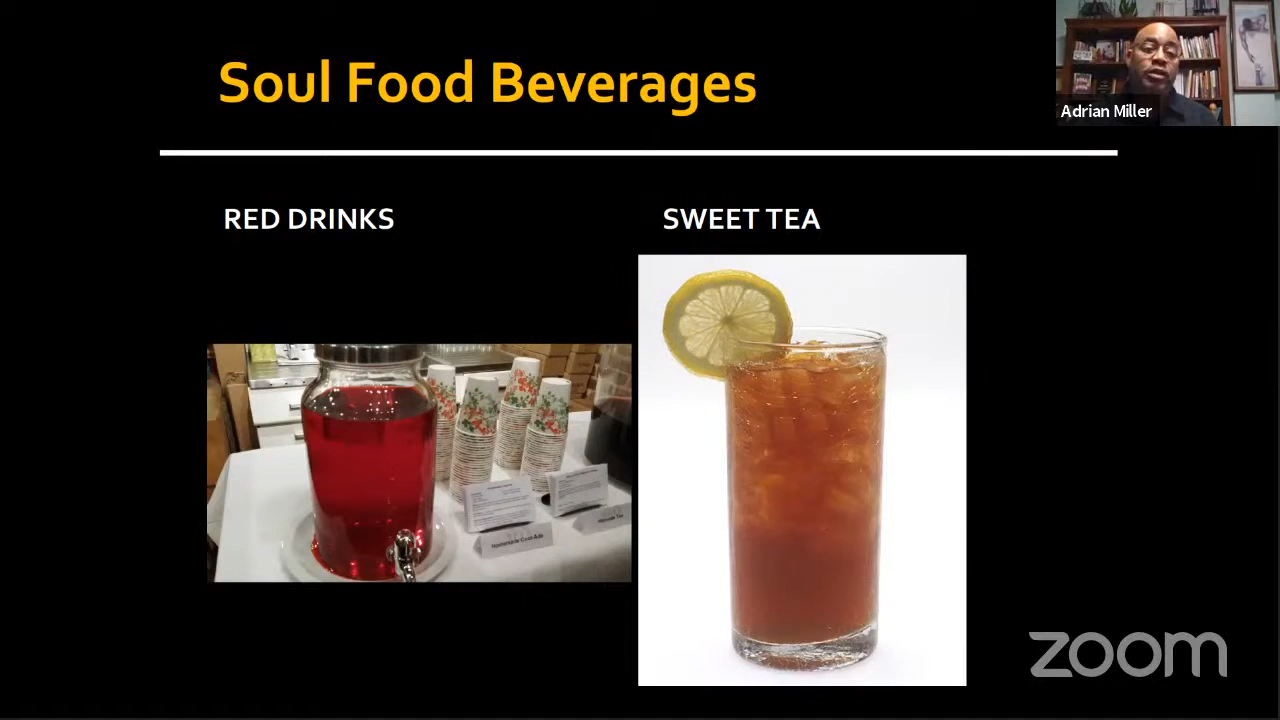 Soul Food Beverages
Adrian Miller
RED DRINKS
SWEET TEA
zoom